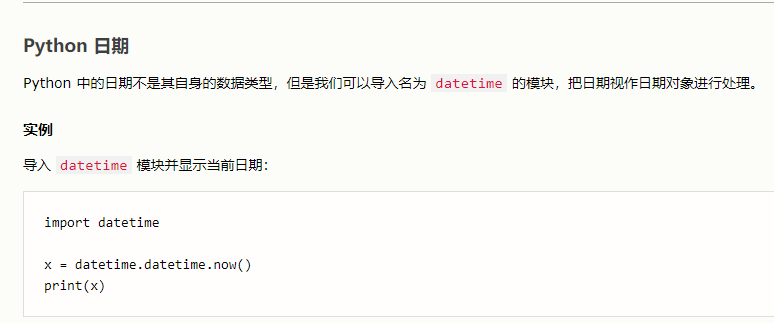 Python 日期
Python 中的日期不是其自身的数据类型，但是我们可以导入名为 datetime 的模块，把日期视作日期对象进行处理。
实例
导入 datetime 模块并显示当前日期：
import datetime
x = datetime.datetime.now()
print(x)